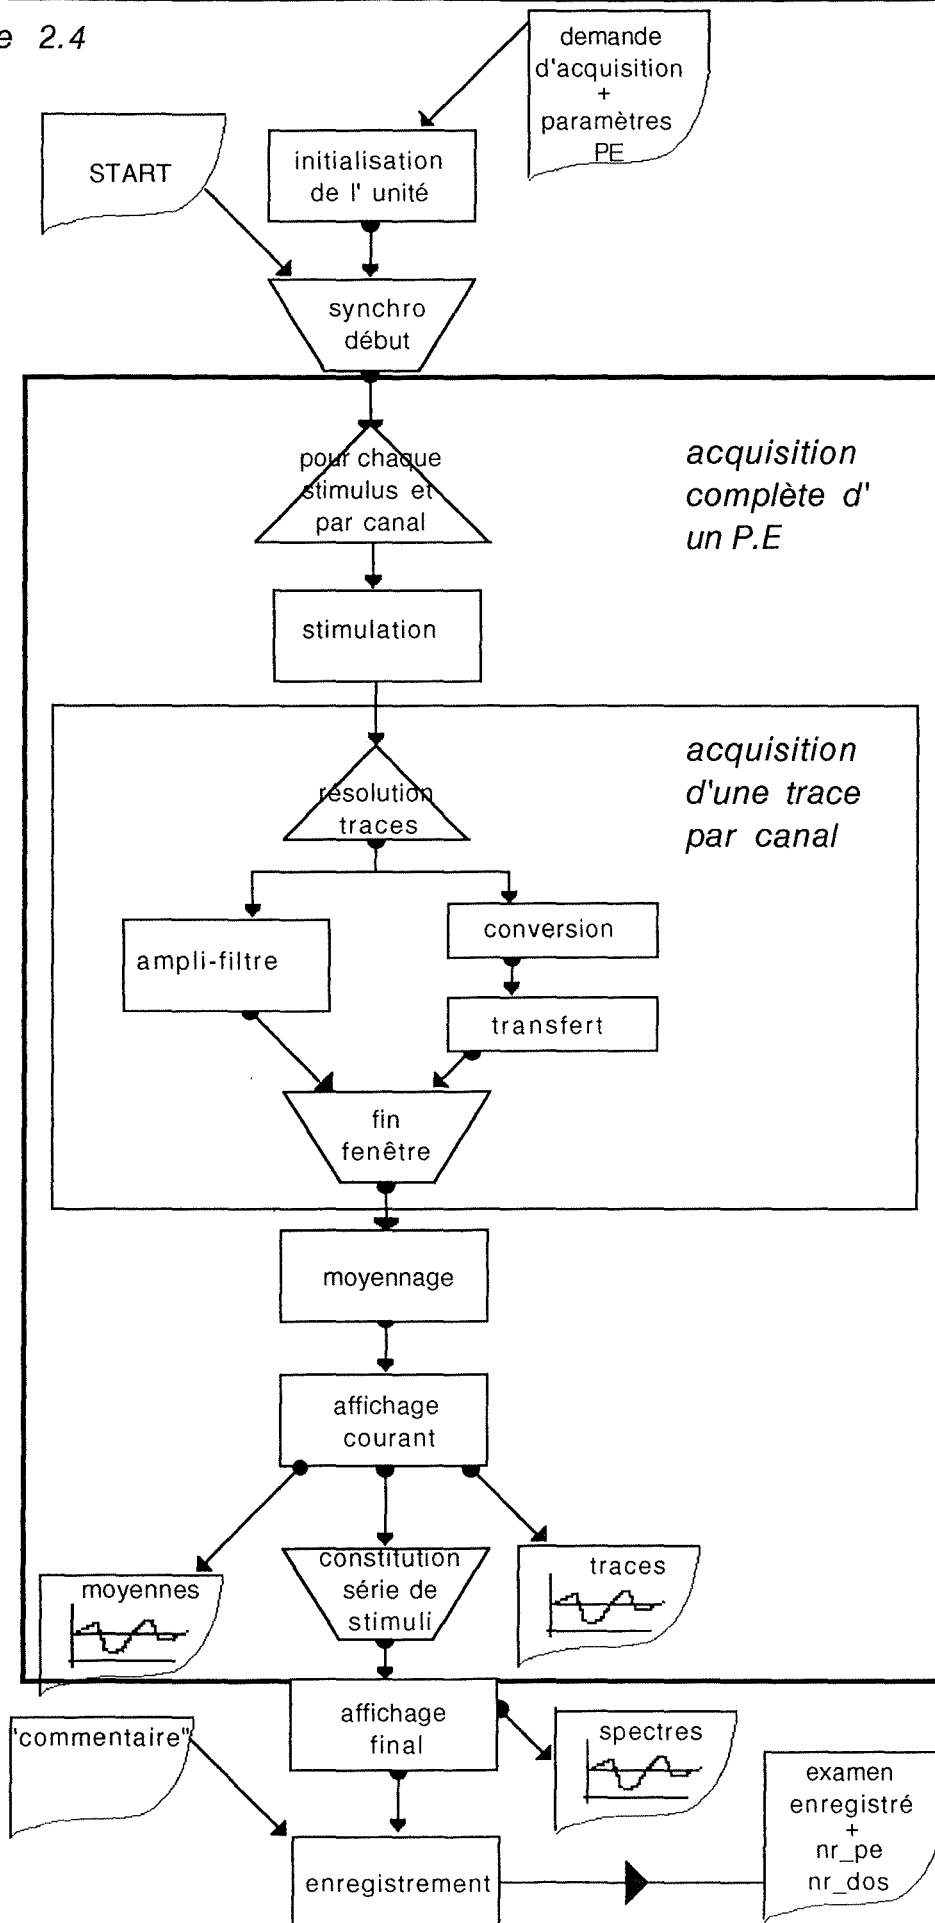 e 2.4
demande
d'acquisition
+
paramètres
PE
START
initialisation
de l' unité
synchro
début
pour chaque
stimulus et
par canal
acquisition
complète d'
un P.E
stimulation
acquisition
d'une trace
par canal
résolution
traces
ampli-filtre
conversion
transfert
fin
fenêtre
moyennage
affichage
courant
moyennes
constitution
série de
stimuli
traces
affichage
final
"commentaire"
spectres
examen
enregistré
+
nr_pe
nr_dos
enregistrement